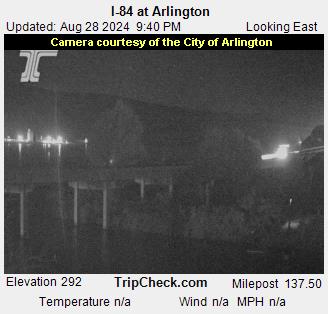 I-84 at Arlington
Updated: Aug 28 2024 9:40 PM Looking East
Camera courtesy of the City of Arlington
Elevation 292 TripCheck.com Milepost 137.50
Temperature n/a Wind n/a MPH n/a